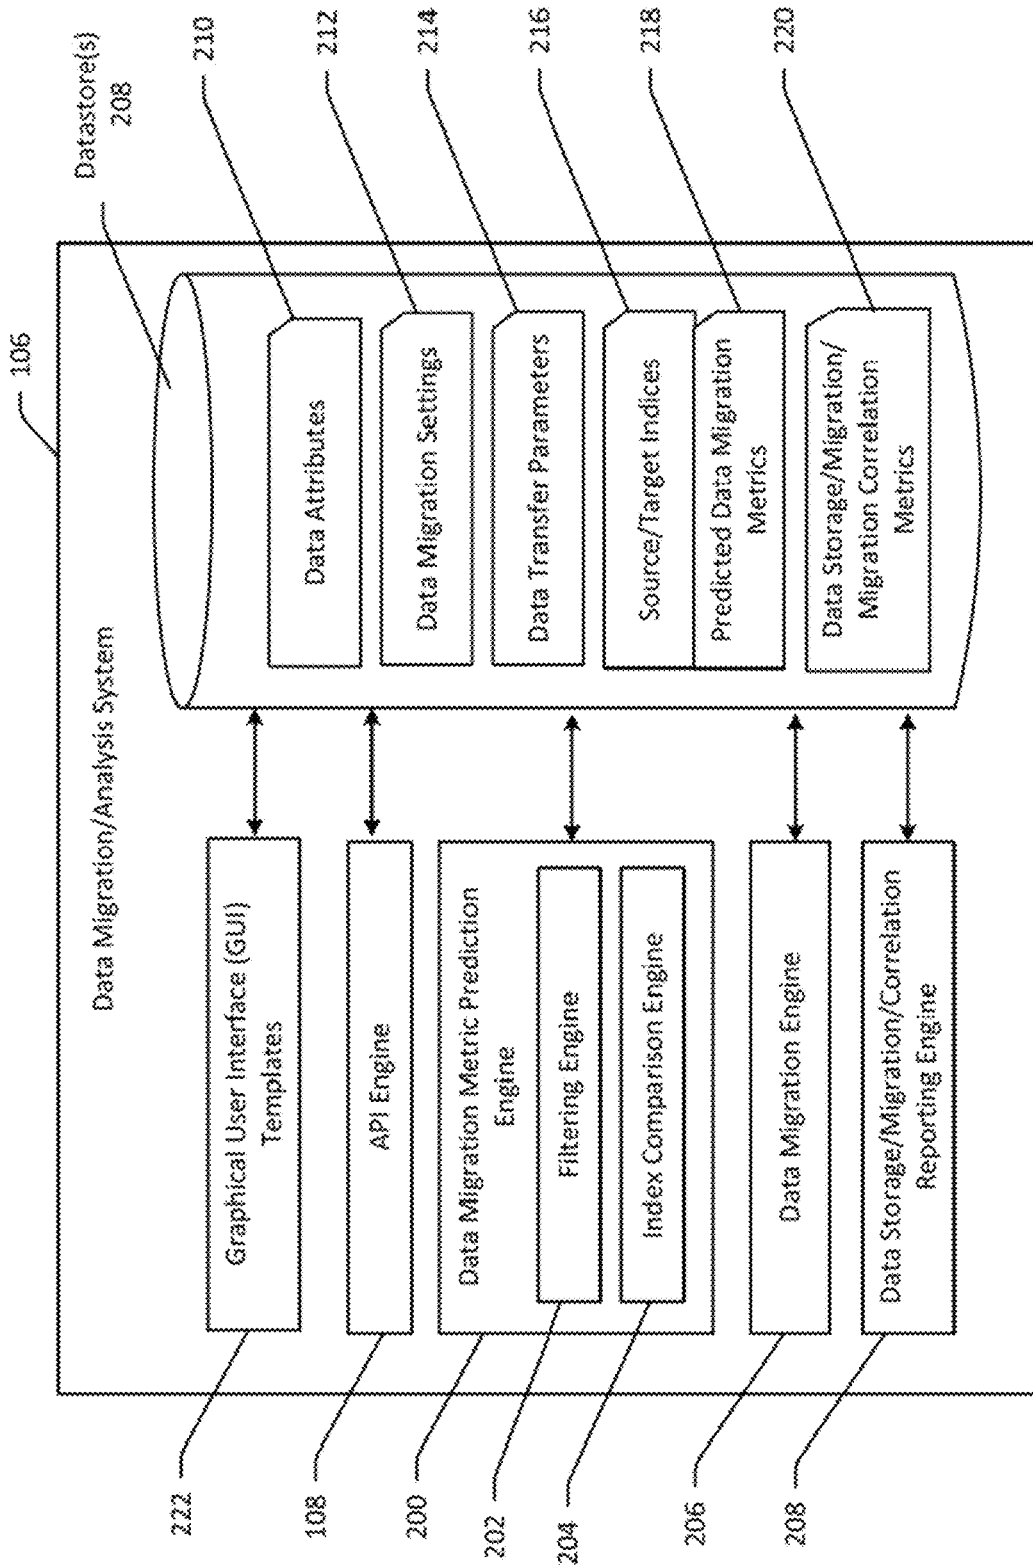 106
Data Migration/Analysis System
Datastore(s)
208
222
Graphical User Interface (GUI)
Templates
108
API Engine
200
Data Migration Metric Prediction
Engine
202
Filtering Engine
204
Index Comparison Engine
206
Data Migration Engine
208
Data Storage/Migration/Correlation
Reporting Engine
Data Attributes
210
Data Migration Settings
212
Data Transfer Parameters
214
Source/Target Indices
216
Predicted Data Migration
Metrics
218
Data Storage/Migration/
Migration Correlation
Metrics
220